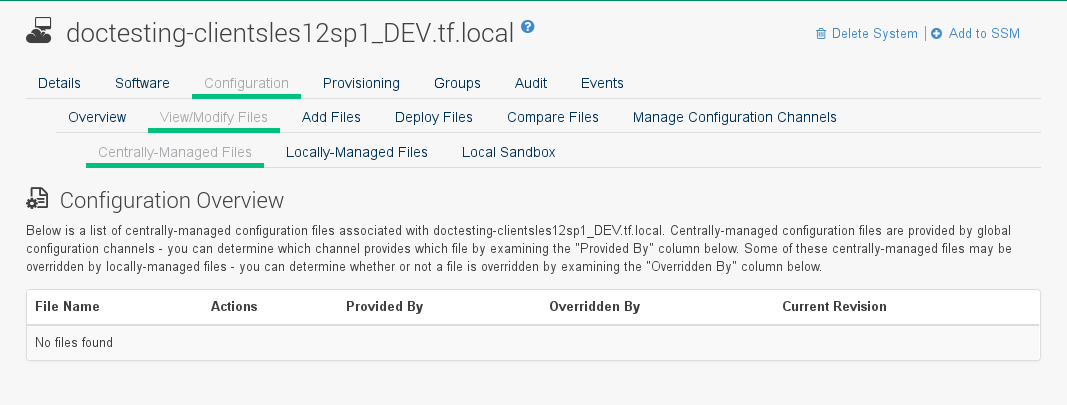 doctesting-clientsles12sp1_DEV.tf.local ?
Delete System | Add to SSM
Details Software Configuration Provisioning Groups Audit Events
Overview View/Modify Files Add Files Deploy Files Compare Files Manage Configuration Channels
Centrally-Managed Files Locally-Managed Files Local Sandbox
Configuration Overview
Below is a list of centrally-managed configuration files associated with doctesting-clientsles12sp1_DEV.tf.local. Centrally-managed configuration files are provided by global
configuration channels - you can determine which channel provides which file by examining the "Provided By" column below. Some of these centrally-managed files may be
overridden by locally-managed files - you can determine whether or not a file is overridden by examining the "Overridden By" column below.
File Name Actions Provided By Overridden By Current Revision
No files found